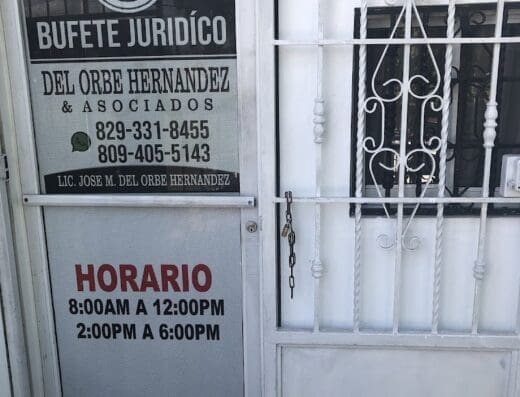 BUFETE JURIDÍCO
DEL ORBE HERNANDEZ
& ASOCIADOS
829-331-8455
809-405-5143
LIC. JOSE M. DEL ORBE HERNANDEZ
HORARIO
8:00AM A 12:00PM
2:00PM A 6:00PM